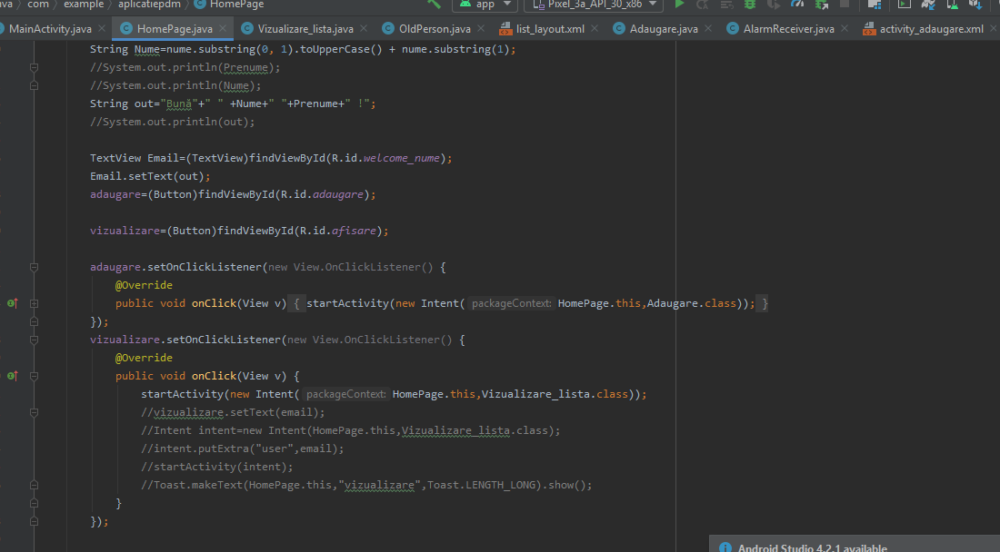 ava com example aplicatiepdm HomePage app Pixel_3a_API_30_x86
MainActivity.java HomePage.java Vizualizare_lista.java OldPerson.java list_layout.xml Adaugare.java AlarmReceiver.java activity_adaugare.xml
String Nume=nume.substring(0, 1).toUpperCase() + nume.substring(1);
//System.out.println(Prenume);
//System.out.println(Nume);
String out="Bună"+" " +Nume+" "+Prenume+" !";
//System.out.println(out);
TextView Email=(TextView)findViewById(R.id.welcome_nume);
Email.setText(out);
adaugare=(Button)findViewById(R.id.adaugare);
vizualizare=(Button)findViewById(R.id.afisare);
adaugare.setOnClickListener(new View.OnClickListener() {
@Override
public void onClick(View v) { startActivity(new Intent( packageContext: HomePage.this,Adaugare.class)); }
});
vizualizare.setOnClickListener(new View.OnClickListener() {
@Override
public void onClick(View v) {
startActivity(new Intent( packageContext: HomePage.this,Vizualizare_lista.class));
//vizualizare.setText(email);
//Intent intent=new Intent(HomePage.this,Vizualizare_lista.class);
//intent.putExtra("user",email);
//startActivity(intent);
//Toast.makeText(HomePage.this,"vizualizare",Toast.LENGTH_LONG).show();
}
});
Android Studio 4.2.1 available